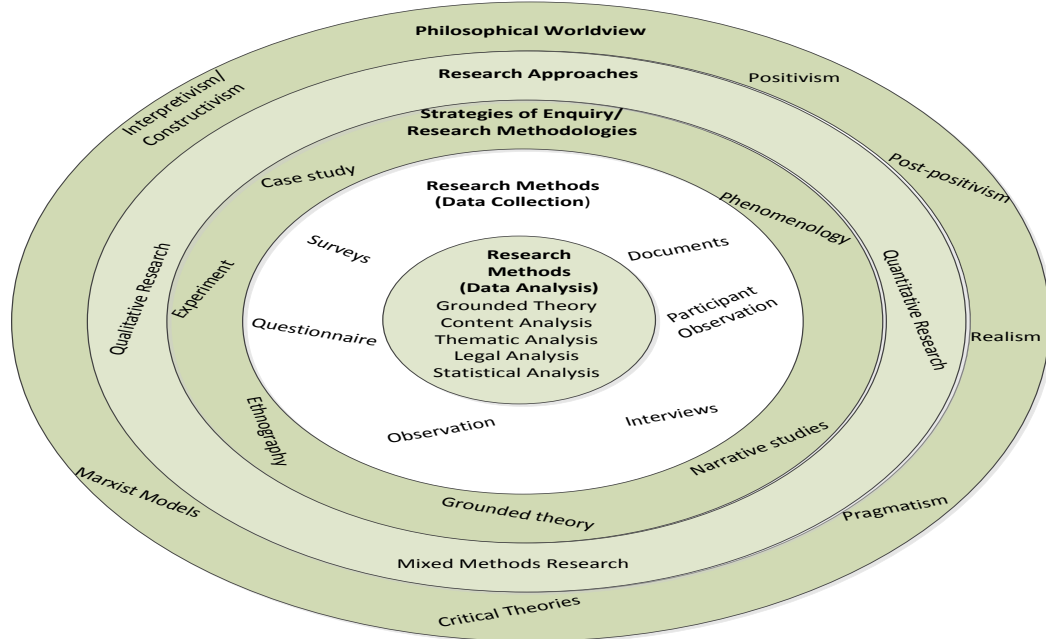 Philosophical Worldview
Positivism
Post-positivism
Realism
Pragmatism
Critical Theories
Marxist Models
Interpretivism/
Constructivism
Research Approaches
Quantitative Research
Mixed Methods Research
Qualitative Research
Strategies of Enquiry/
Research Methodologies
Phenomenology
Narrative studies
Grounded theory
Ethnography
Experiment
Case study
Research Methods
(Data Collection)
Documents
Participant
Observation
Interviews
Observation
Questionnaire
Surveys
Research
Methods
(Data Analysis)
Grounded Theory
Content Analysis
Thematic Analysis
Legal Analysis
Statistical Analysis